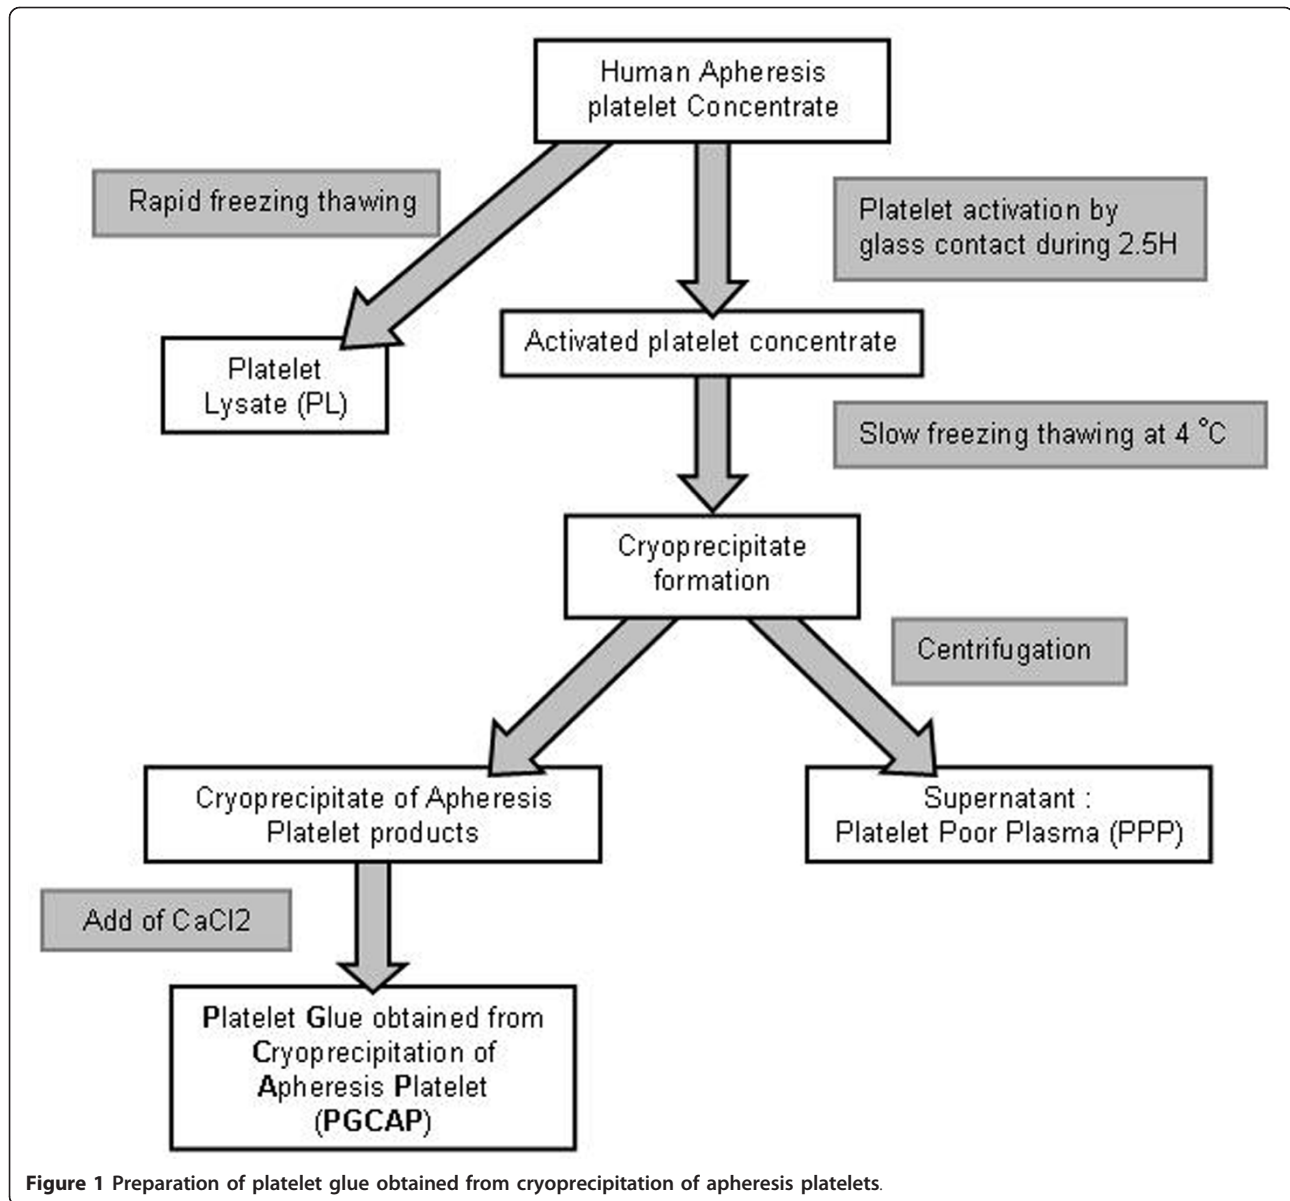 Human Apheresis
platelet Concentrate
Rapid freezing thawing
Platelet activation by
glass contact during 2.5H
Activated platelet concentrate
Platelet
Lysate (PL)
Slow freezing thawing at 4 °C
Cryoprecipitate
formation
Centrifugation
Cryoprecipitate of Apheresis
Platelet products
Supernatant :
Platelet Poor Plasma (PPP)
Add of CaCl2
Platelet Glue obtained from
Cryoprecipitation of
Apheresis Platelet
(PGCAP)
Figure 1 Preparation of platelet glue obtained from cryoprecipitation of apheresis platelets.